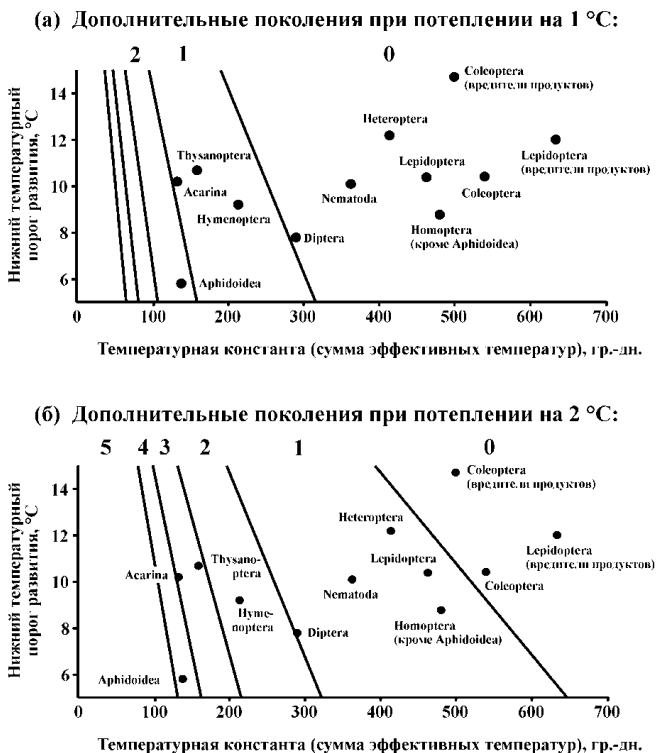 (а) Дополнительные поколения при потеплении на 1 °C:
2 1 0
Нижний температурный
порог развития, °C
14
12
10
8
6
Coleoptera
(вредители продуктов)
Heteroptera
Thysanoptera
Lepidoptera
Lepidoptera
(вредители продуктов)
Acarina
Nematoda
Coleoptera
Hymenoptera
Homoptera
(кроме Aphidoidea)
Diptera
Aphidoidea
0 100 200 300 400 500 600 700
Температурная константа (сумма эффективных температур), гр.-дн.
(б) Дополнительные поколения при потеплении на 2 °C:
5 4 3 2 1 0
Нижний температурный
порог развития, °C
14
12
10
8
6
Coleoptera
(вредители продуктов)
Heteroptera
Lepidoptera
(вредители продуктов)
Thysano-
ptera
Lepidoptera
Acarina
Coleoptera
Nematoda
Hyme-
noptera
Homoptera
(кроме Aphidoidea)
Diptera
Aphidoidea
0 100 200 300 400 500 600 700
Температурная константа (сумма эффективных температур), гр.-дн.